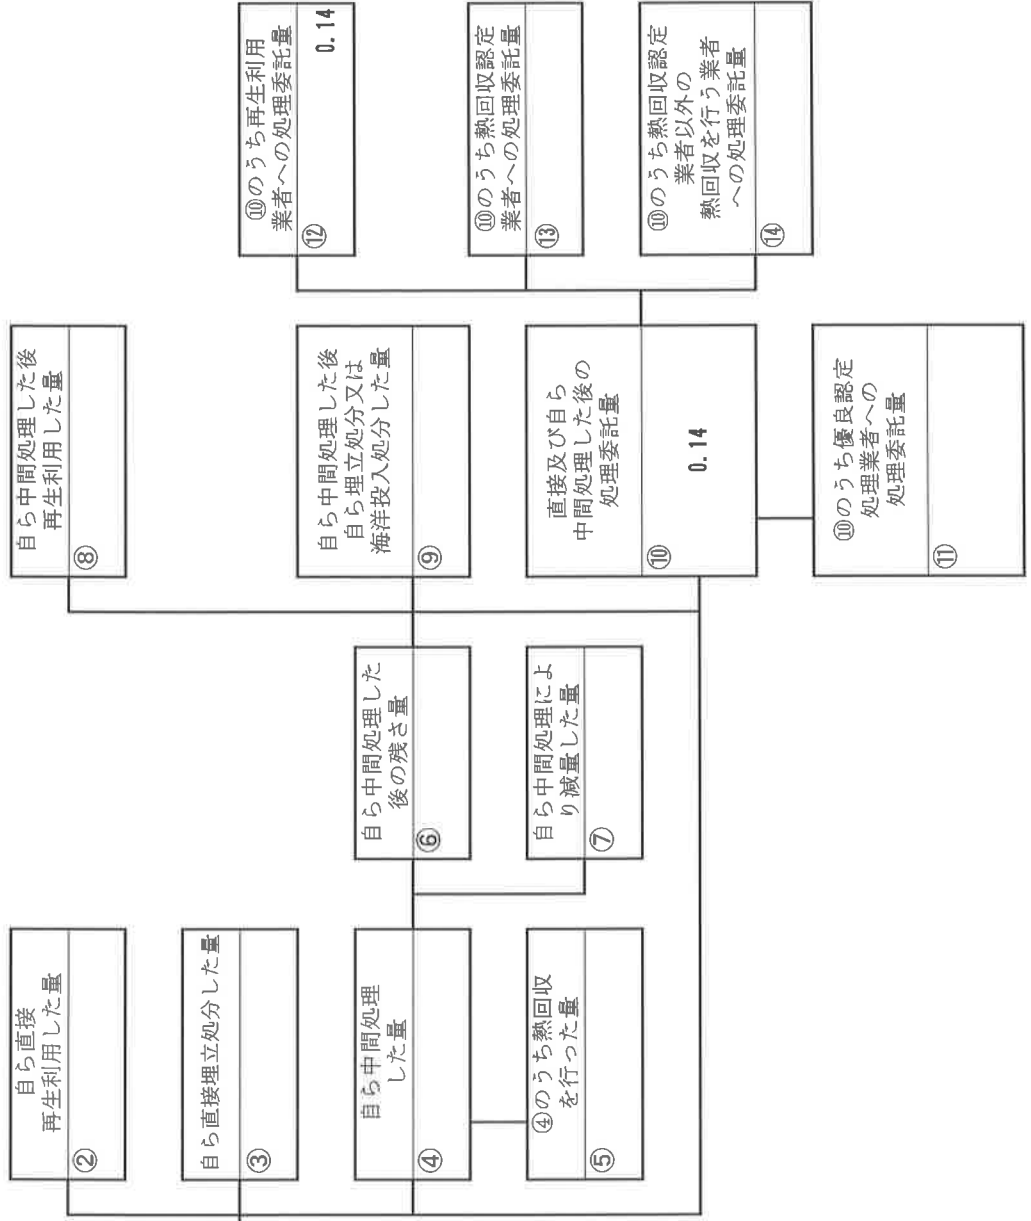 自ら直接
再生利用した量
②
自ら直接埋立処分した量
③
自ら中間処理
した量
④
④のうち熱回収
を行った量
⑤
自ら中間処理した
後の残さ量
⑥
自ら中間処理によ
り減量した量
⑦
自ら中間処理した後
再生利用した量
⑧
自ら中間処理した後
自ら埋立処分又は
海洋投入処分した量
⑨
直接及び自ら
中間処理した後の
処理委託量
⑩
0.14
⑩のうち優良認定
処理業者への
処理委託量
⑪
⑩のうち再生利用
業者への処理委託量
⑫
0.14
⑩のうち熱回収認定
業者への処理委託量
⑬
⑩のうち熱回収認定
業者以外の
熱回収を行う業者
への処理委託量
⑭